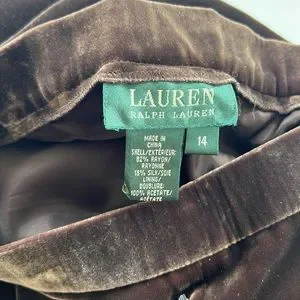 LAUREN
RALPH LAUREN
MADE IN
CHINA
SHELL/EXTÉRIEUR:
82% RAYON/
RAYONNE
18% SILK/SOIE
LINING/
DOUBLURE:
100% ACETATE/
ACÉTATE
14